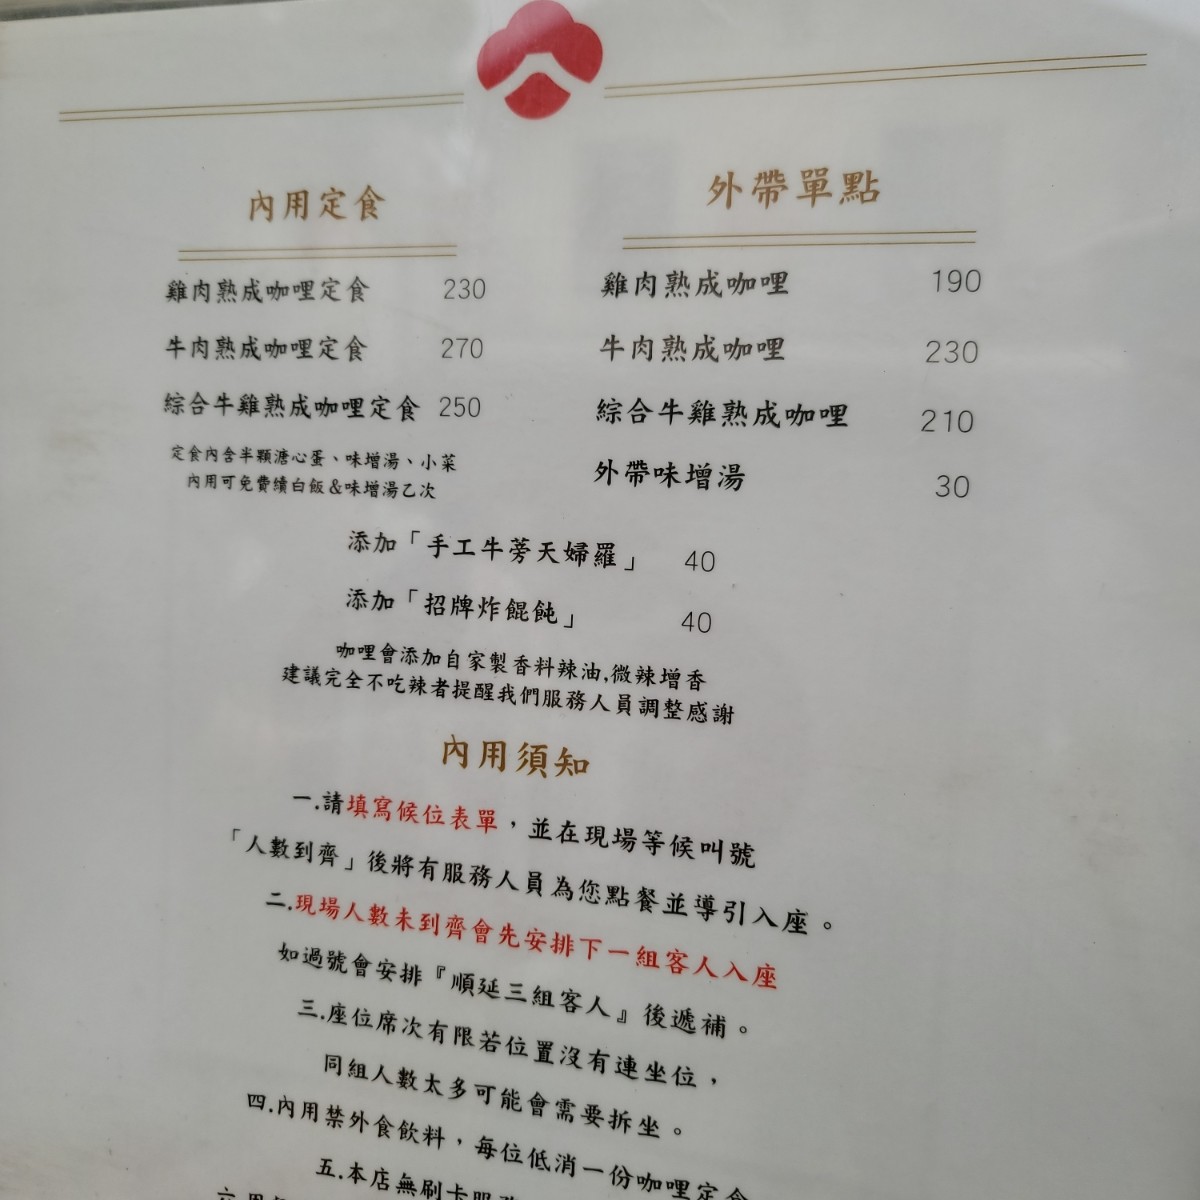 內用定食
雞肉熟成咖哩定食 230
牛肉熟成咖哩定食 270
綜合牛雞熟成咖哩定食 250
定食內含半顆溏心蛋、味增湯、小菜
內用可免費續白飯&味增湯乙次
外帶單點
雞肉熟成咖哩 190
牛肉熟成咖哩 230
綜合牛雞熟成咖哩 210
外帶味增湯 30
添加「手工牛蒡天婦羅」 40
添加「招牌炸餛飩」 40
咖哩會添加自家製香料辣油,微辣增香
建議完全不吃辣者提醒我們服務人員調整感謝
內用須知
一.請填寫候位表單，並在現場等候叫號
「人數到齊」後將有服務人員為您點餐並導引入座。
二.現場人數未到齊會先安排下一組客人入座
如過號會安排『順延三組客人』後遞補。
三.座位席次有限若位置沒有連坐位，
同組人數太多可能會需要拆坐。
四.內用禁外食飲料，每位低消一份咖哩定食
五.本店無刷卡服務